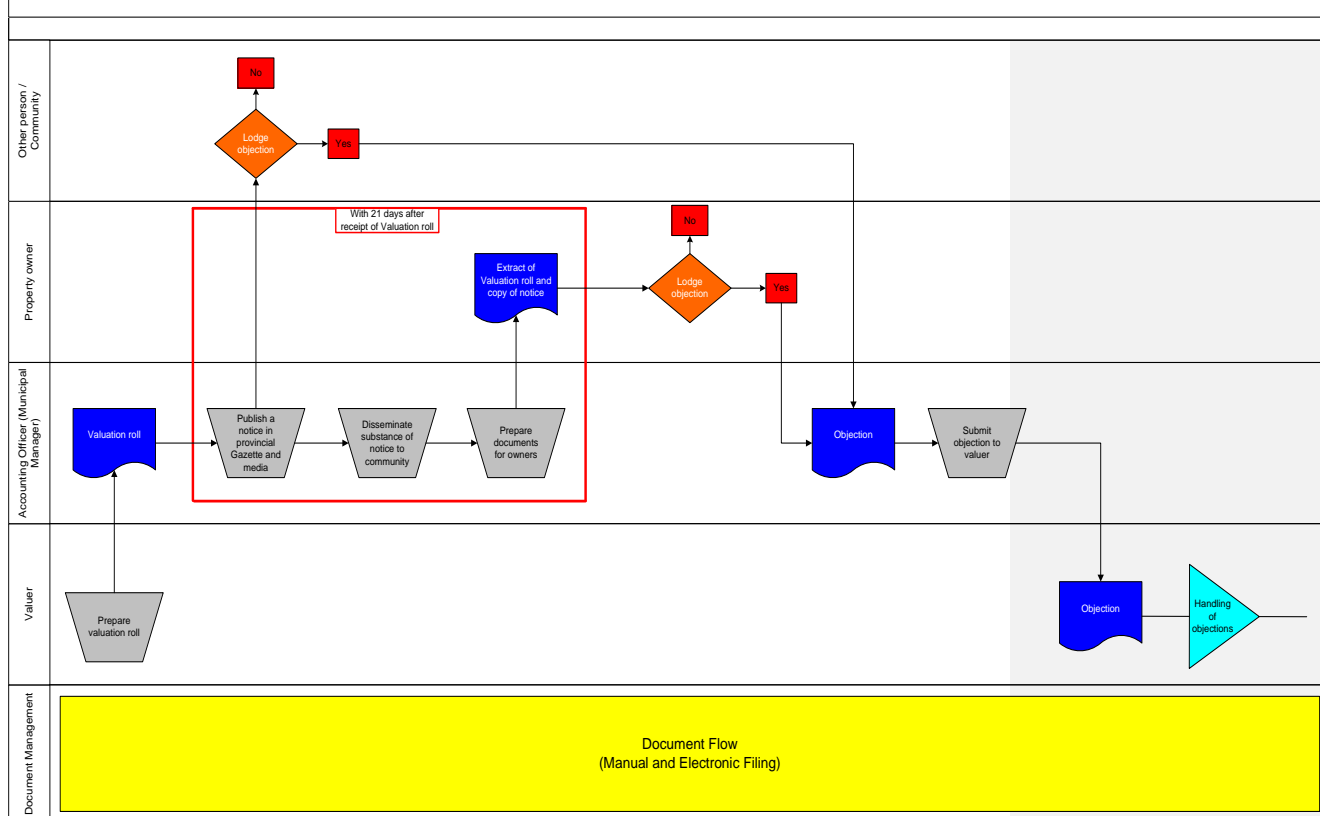 Other person /
Community
No
Lodge
objection
Yes
Property owner
With 21 days after
receipt of Valuation roll
Extract of
Valuation roll and
copy of notice
No
Lodge
objection
Yes
Accounting Officer (Municipal
Manager)
Valuation roll
Publish a
notice in
provincial
Gazette and
media
Disseminate
substance of
notice to
community
Prepare
documents
for owners
Objection
Submit
objection to
valuer
Valuer
Prepare
valuation roll
Objection
Handling
of
objections
Document Management
Document Flow
(Manual and Electronic Filing)